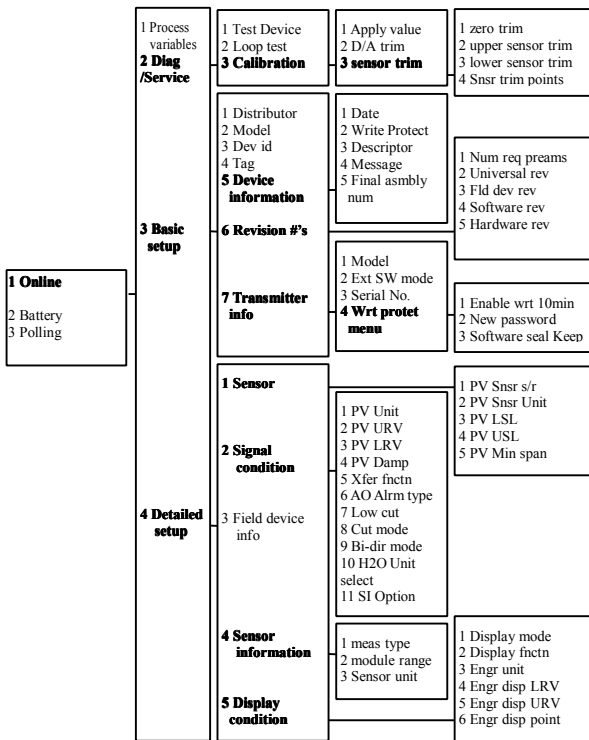 1 Online
2 Battery
3 Polling
1 Process
variables
2 Diag
/Service
3 Basic
setup
4 Detailed
setup
1 Test Device
2 Loop test
3 Calibration
1 Apply value
2 D/A trim
3 sensor trim
1 zero trim
2 upper sensor trim
3 lower sensor trim
4 Snsr trim points
1 Distributor
2 Model
3 Dev id
4 Tag
5 Device
information
6 Revision #'s
7 Transmitter
info
1 Date
2 Write Protect
3 Descriptor
4 Message
5 Final asmbly
num
1 Num req preams
2 Universal rev
3 Fld dev rev
4 Software rev
5 Hardware rev
1 Model
2 Ext SW mode
3 Serial No.
4 Wrt protet
menu
1 Enable wrt 10min
2 New password
3 Software seal Keep
1 Sensor
2 Signal
condition
3 Field device
info
4 Sensor
information
5 Display
condition
1 PV Snsr s/r
2 PV Snsr Unit
3 PV LSL
4 PV USL
5 PV Min span
1 PV Unit
2 PV URV
3 PV LRV
4 PV Damp
5 Xfer fnctn
6 AO Alrm type
7 Low cut
8 Cut mode
9 Bi-dir mode
10 H2O Unit
select
11 SI Option
1 meas type
2 module range
3 Sensor unit
1 Display mode
2 Display fnctn
3 Engr unit
4 Engr disp LRV
5 Engr disp URV
6 Engr disp point